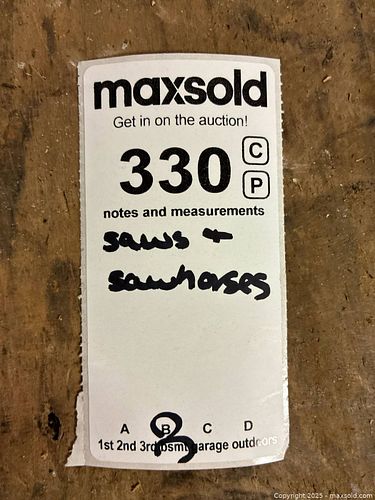 maxsold
Get in on the auction!
330
C
P
notes and measurements
saws +
sawhorses
A B C D
1st 2nd 3rd bsmt garage outdoors
Copyright 2025 - maxsold.com